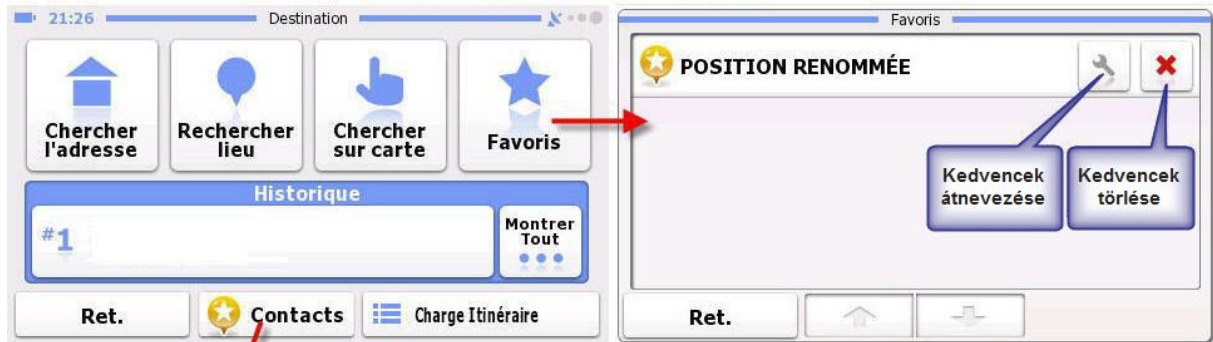 21:26 Destination
Chercher
l'adresse
Rechercher
lieu
Chercher
sur carte
Favoris
Historique
#1
Montrer
Tout
Ret.
Contacts
Charge Itinéraire
Favoris
POSITION RENOMMÉE
Kedvencek
átnevezése
Kedvencek
törlése
Ret.